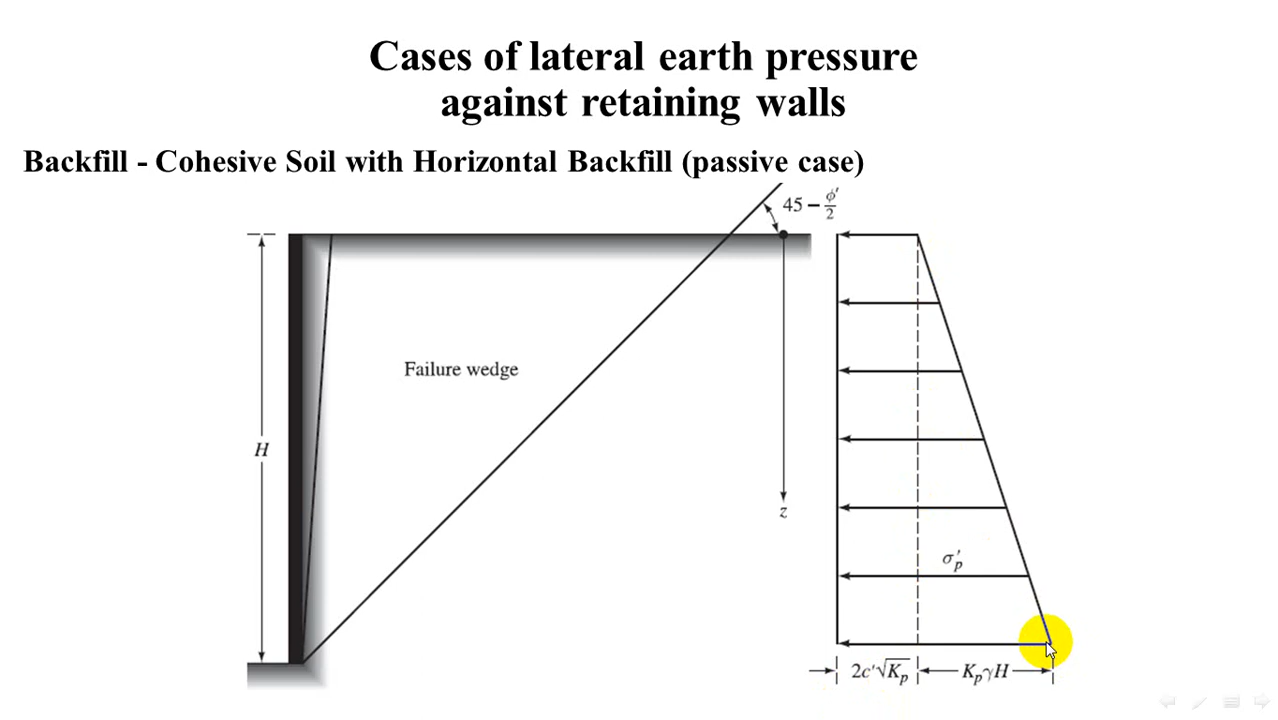 Cases of lateral earth pressure
against retaining walls
Backfill - Cohesive Soil with Horizontal Backfill (passive case)
45 − ϕ′/2
Failure wedge
H
z
σ′p
2c′√Kp
KpγH